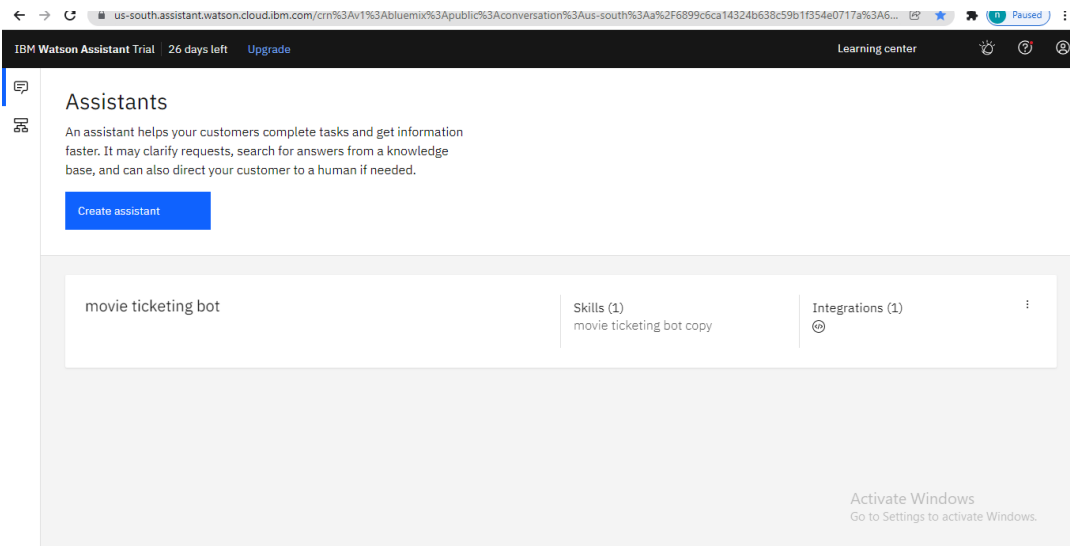 us-south.assistant.watson.cloud.ibm.com/crn%3Av1%3Abluemix%3Apublic%3Aconversation%3Aus-south%3Aa%2F6899c6ca14324b638c59b1f354e0717a%3A6...
n Paused
IBM Watson Assistant Trial 26 days left Upgrade Learning center
Assistants
An assistant helps your customers complete tasks and get information
faster. It may clarify requests, search for answers from a knowledge
base, and can also direct your customer to a human if needed.
Create assistant
movie ticketing bot
Skills (1)
movie ticketing bot copy
Integrations (1)
Activate Windows
Go to Settings to activate Windows.